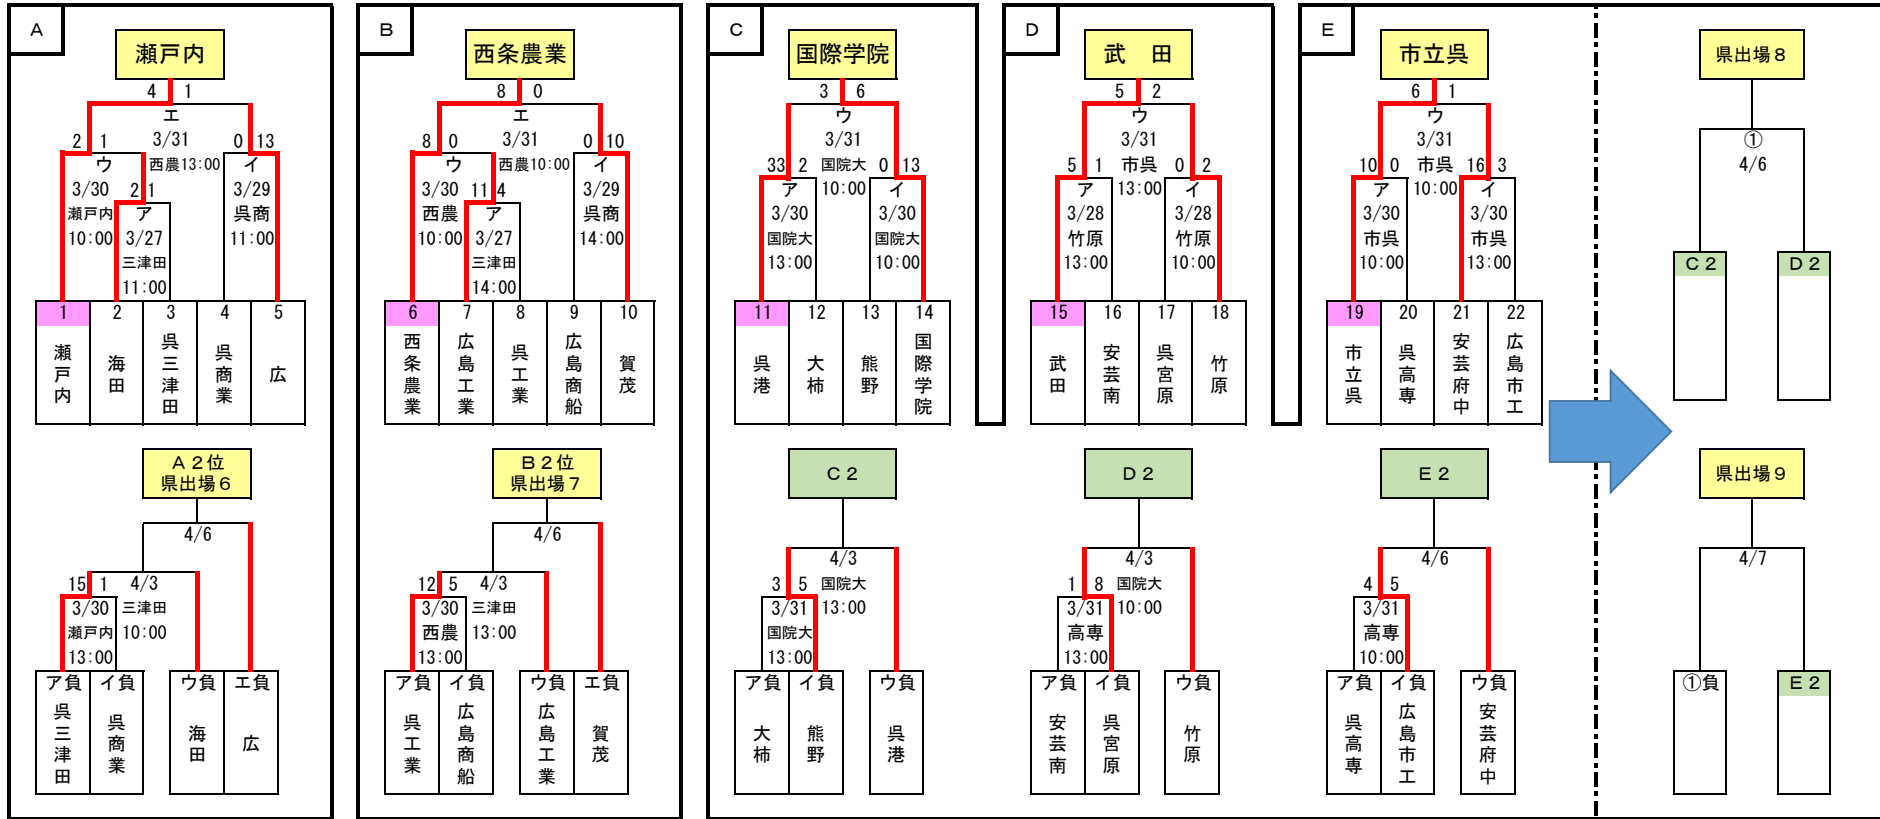 A
瀬戸内
4 1
エ
3/31
西農13:00
2 1
ウ
3/30
瀬戸内
10:00
0 13
イ
3/29
呉商
11:00
2 1
ア
3/27
三津田
11:00
1 2 3 4 5
瀬戸内
海田
呉三津田
呉商業
広
A2位
県出場6
4/6
15 1
4/3
三津田
10:00
3/30
瀬戸内
13:00
ア負 イ負 ウ負 エ負
呉三津田
呉商業
海田
広
B
西条農業
8 0
エ
3/31
西農10:00
8 0
ウ
3/30
西農
10:00
0 10
イ
3/29
呉商
14:00
11 4
ア
3/27
三津田
14:00
6 7 8 9 10
西条農業
広島工業
呉工業
広島商船
賀茂
B2位
県出場7
4/6
12 5
4/3
三津田
13:00
3/30
西農
13:00
ア負 イ負 ウ負 エ負
呉工業
広島商船
広島工業
賀茂
C
国際学院
3 6
ウ
3/31
国院大
10:00
33 2
ア
3/30
国院大
13:00
0 13
イ
3/30
国院大
10:00
11 12 13 14
呉港
大柿
熊野
国際学院
C2
4/3
国院大
13:00
3 5
3/31
国院大
13:00
ア負 イ負 ウ負
大柿
熊野
呉港
D
武 田
5 2
ウ
3/31
市呉
13:00
5 1
ア
3/28
竹原
13:00
0 2
イ
3/28
竹原
10:00
15 16 17 18
武田
安芸南
呉宮原
竹原
D2
4/3
国院大
10:00
1 8
3/31
高専
13:00
ア負 イ負 ウ負
安芸南
呉宮原
竹原
E
市立呉
6 1
ウ
3/31
市呉
10:00
10 0
ア
3/30
市呉
10:00
16 3
イ
3/30
市呉
13:00
19 20 21 22
市立呉
呉高専
安芸府中
広島市工
E2
4/6
4 5
3/31
高専
10:00
ア負 イ負 ウ負
呉高専
広島市工
安芸府中
県出場8
①
4/6
C2 D2
県出場9
4/7
①負 E2